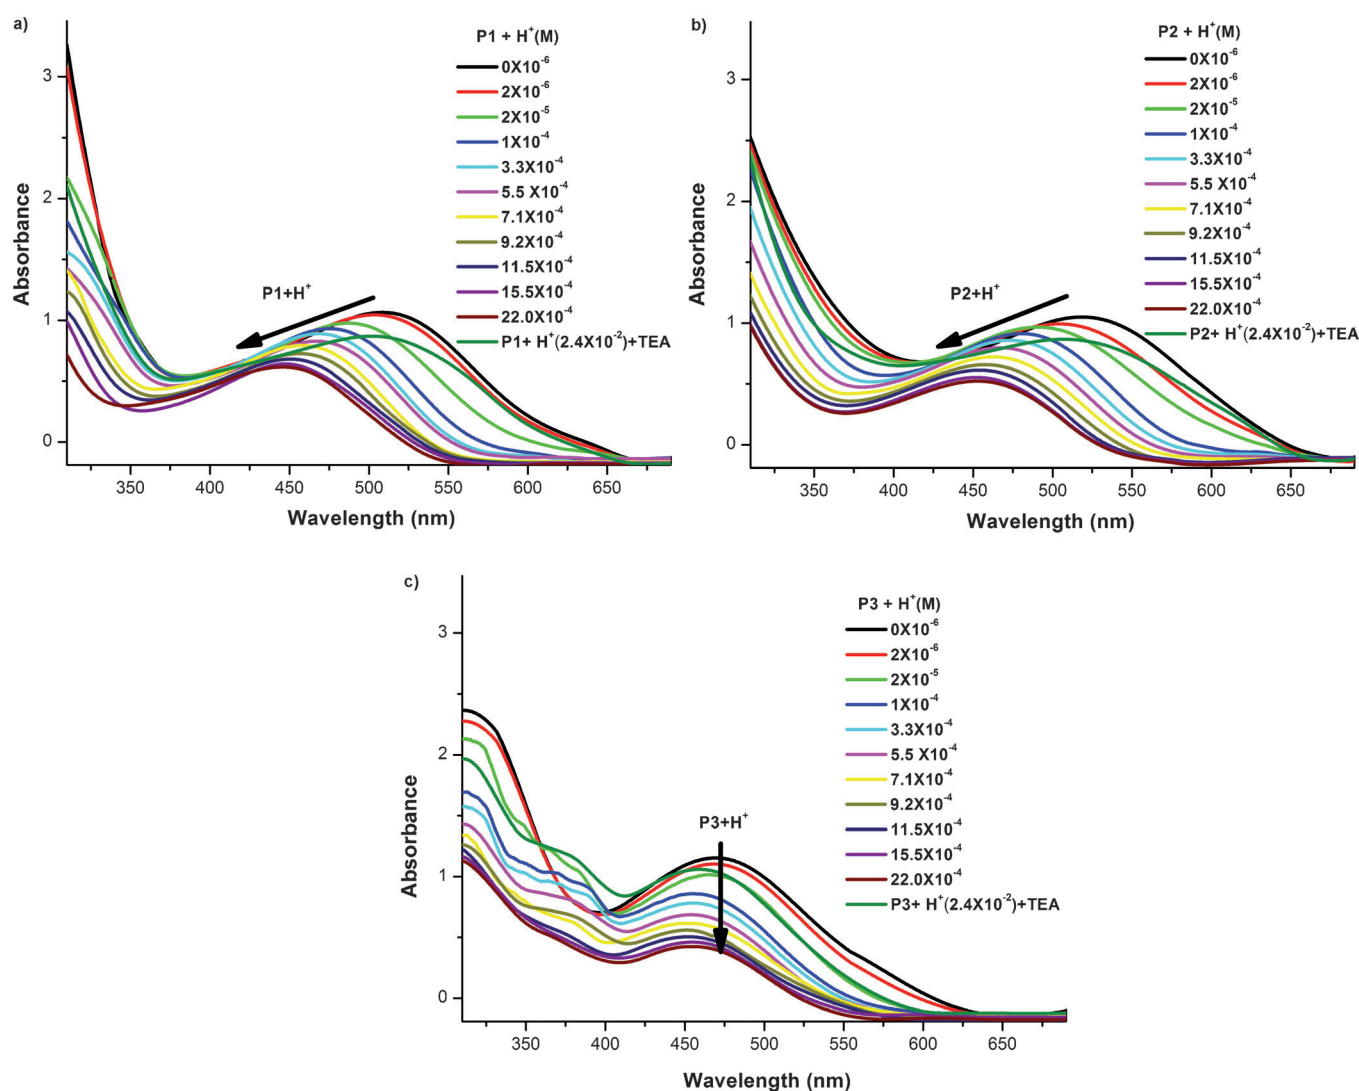 a)
P1 + H⁺(M)
0X10⁻⁶
2X10⁻⁶
2X10⁻⁵
1X10⁻⁴
3.3X10⁻⁴
5.5 X10⁻⁴
7.1X10⁻⁴
9.2X10⁻⁴
11.5X10⁻⁴
15.5X10⁻⁴
22.0X10⁻⁴
P1+ H⁺(2.4X10⁻²)+TEA
P1+H⁺
Absorbance
3
2
1
0
350 400 450 500 550 600 650
Wavelength (nm)
b)
P2 + H⁺(M)
0X10⁻⁶
2X10⁻⁶
2X10⁻⁵
1X10⁻⁴
3.3X10⁻⁴
5.5 X10⁻⁴
7.1X10⁻⁴
9.2X10⁻⁴
11.5X10⁻⁴
15.5X10⁻⁴
22.0X10⁻⁴
P2+ H⁺(2.4X10⁻²)+TEA
P2+H⁺
Absorbance
3
2
1
0
350 400 450 500 550 600 650
Wavelength (nm)
c)
P3 + H⁺(M)
0X10⁻⁶
2X10⁻⁶
2X10⁻⁵
1X10⁻⁴
3.3X10⁻⁴
5.5 X10⁻⁴
7.1X10⁻⁴
9.2X10⁻⁴
11.5X10⁻⁴
15.5X10⁻⁴
22.0X10⁻⁴
P3+ H⁺(2.4X10⁻²)+TEA
P3+H⁺
Absorbance
3
2
1
0
350 400 450 500 550 600 650
Wavelength (nm)